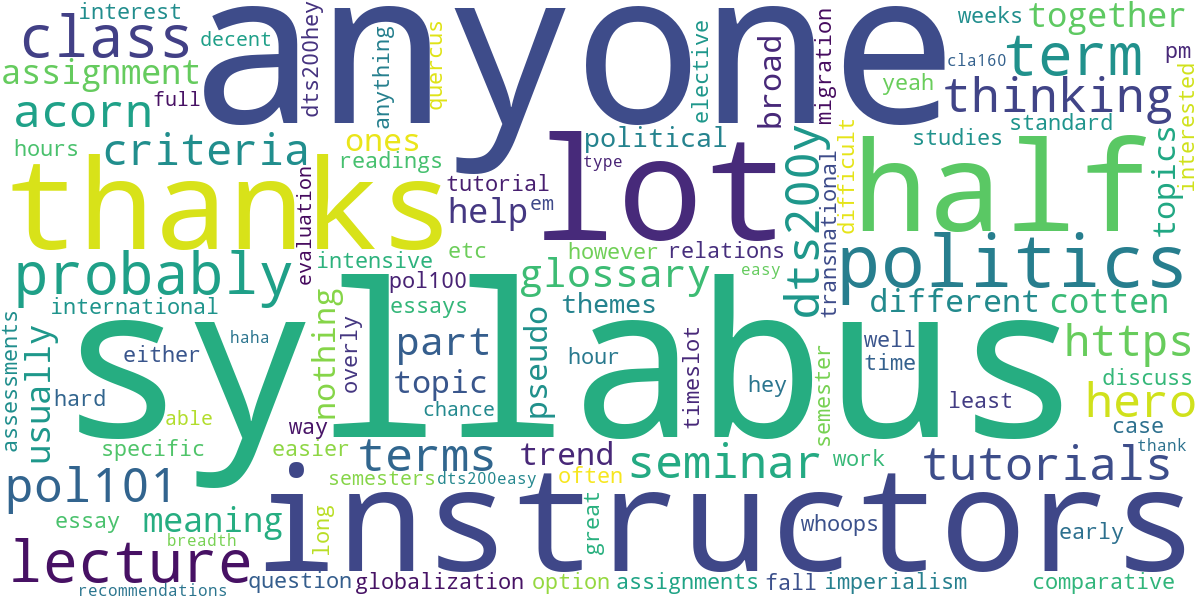 interest
class
decent
assignment
acorn
full
dts200hey
anyone
anything
quercus
elective
broad
migration
weeks
together
cla160
term
pm
yeah
thinking
interested
hours
criteria
ones
readings
thanks
evaluation
tutorial
help
em
political
type
lot
dts200y
transnational
difficult
half
studies
standard
topics
probably
intensive
etc
however
relations
international
pol100
essays
glossary
easy
themes
politics
different
cotten
https
assessments
usually
either
haha
nothing
overly
part
topic
chance
pseudo
hour
timeslot
hey
well
time
semester
discuss
hero
least
case
thank
hard
able
specific
syllabus
way
easier
terms
trend
seminar
work
tutorials
pol101
semesters
dts200easy
often
essay
meaning
breadth
long
instructors
great
whoops
early
lecture
question
globalization
option
assignments
fall
imperialism
comparative
recommendations